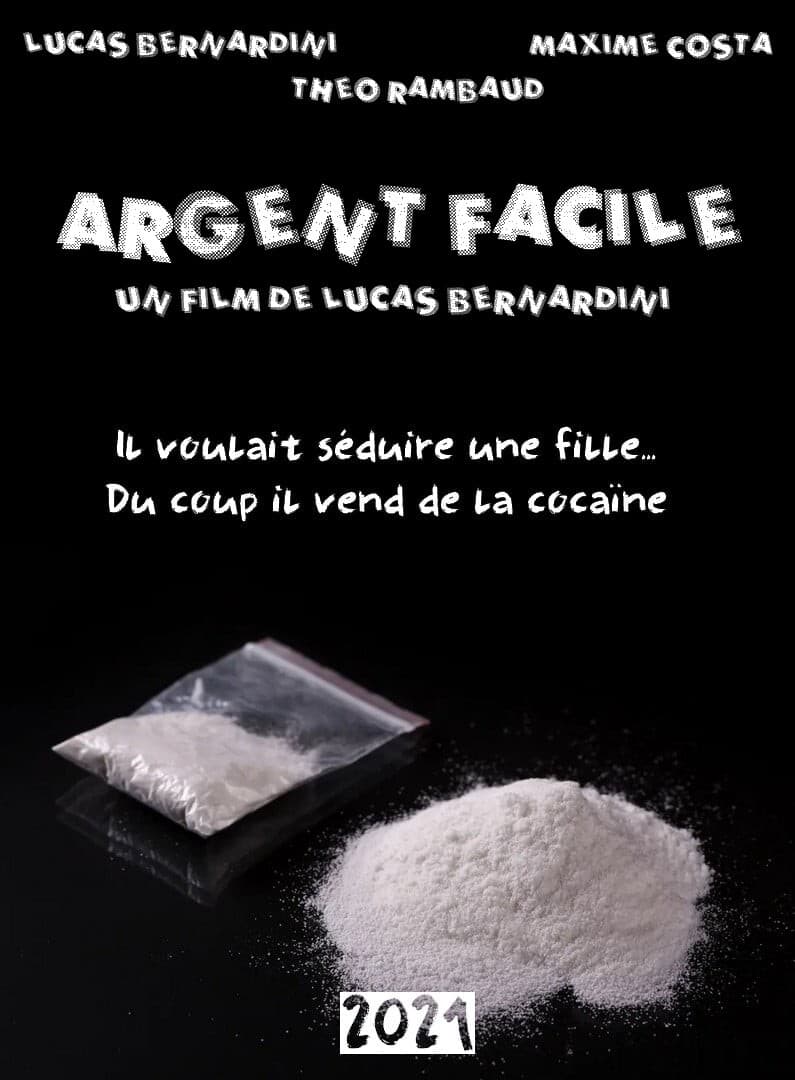 LUCAS BERNARDINI MAXIME COSTA
THEO RAMBAUD
ARGENT FACILE
UN FILM DE LUCAS BERNARDINI
Il voulait séduire une fille...
Du coup il vend de la cocaïne
2021